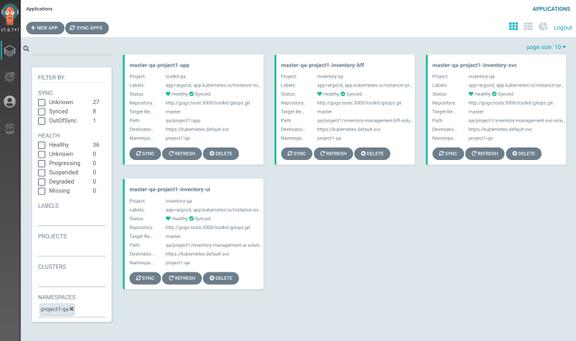 Applications
APPLICATIONS
v1.6.1+
+ NEW APP
SYNC APPS
Logout
page size: 10
FILTER BY:
SYNC
Unknown 27
Synced 8
OutOfSync 1
HEALTH
Healthy 36
Unknown 0
Progressing 0
Suspended 0
Degraded 0
Missing 0
LABELS
PROJECTS
CLUSTERS
NAMESPACES
project1-qa
master-qa-project1-app
Project: toolkit-qa
Labels: app=argocd, app.kubernetes.io/instance=to...
Status: Healthy Synced
Repository: http://gogs.tools:3000/toolkit/gitops.git
Target Re... master
Path: qa/project1/app
Destinatio... https://kubernetes.default.svc
Namespa... project1-qa
SYNC REFRESH DELETE
master-qa-project1-inventory-bff
Project: inventory-qa
Labels: app=argocd, app.kubernetes.io/instance=pr...
Status: Healthy Synced
Repository: http://gogs.tools:3000/toolkit/gitops.git
Target Re... master
Path: qa/project1/inventory-management-bff-solu...
Destinatio... https://kubernetes.default.svc
Namespa... project1-qa
SYNC REFRESH DELETE
master-qa-project1-inventory-svc
Project: inventory-qa
Labels: app=argocd, app.kubernetes.io/instance=pr...
Status: Healthy Synced
Repository: http://gogs.tools:3000/toolkit/gitops.git
Target Re... master
Path: qa/project1/inventory-management-svc-solu...
Destinatio... https://kubernetes.default.svc
Namespa... project1-qa
SYNC REFRESH DELETE
master-qa-project1-inventory-ui
Project: inventory-qa
Labels: app=argocd, app.kubernetes.io/instance=pr...
Status: Healthy Synced
Repository: http://gogs.tools:3000/toolkit/gitops.git
Target Re... master
Path: qa/project1/inventory-management-ui-soluti...
Destinatio... https://kubernetes.default.svc
Namespa... project1-qa
SYNC REFRESH DELETE